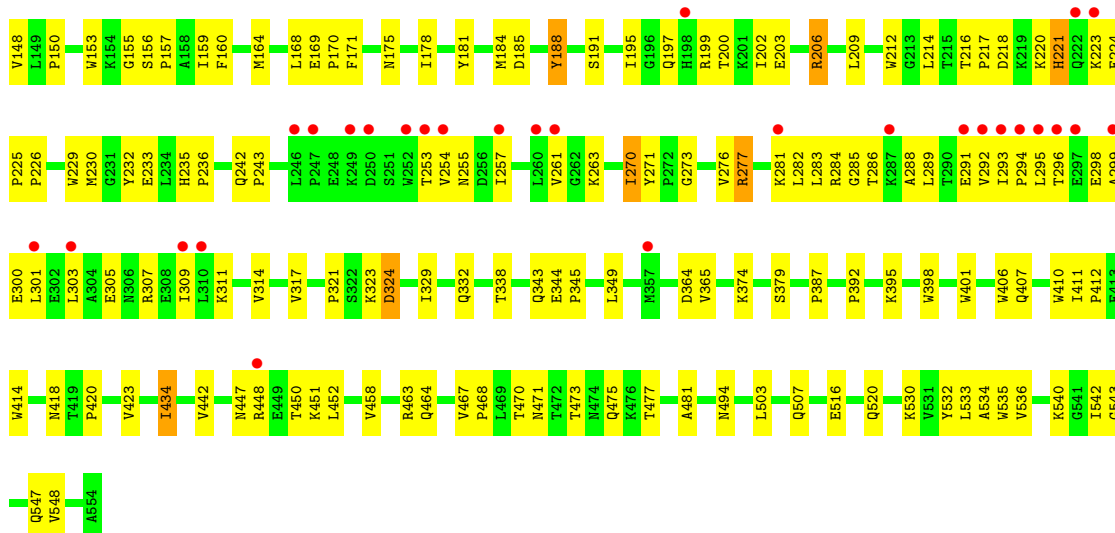 V148 L149 P150 W153 K154 G155 S156 P157 A158 I159 F160 M164 L168 E169 P170 F171 N175 I178 Y181 M184 D185 Y188 S191 I195 G196 Q197 H198 R199 T200 K201 I202 E203 R206 L209 W212 G213 L214 T215 T216 P217 D218 K219 K220 H221 Q222 K223 E224
P225 P226 W229 M230 G231 Y232 E233 L234 H235 P236 Q242 P243 L246 P247 E248 K249 D250 S251 W252 T253 V254 N255 D256 I257 L260 V261 G262 K263 I270 Y271 P272 G273 V276 R277 K281 L282 L283 R284 G285 T286 K287 A288 L289 T290 E291 V292 I293 P294 L295 T296 E297 E298 A299
E300 L301 E302 L303 A304 E305 N306 R307 E308 I309 L310 K311 V314 V317 P321 S322 K323 D324 I329 Q332 T338 Q343 E344 P345 L349 M357 D364 V365 K374 S379 P387 P392 K395 W398 W401 W406 Q407 W410 I411 P412 E413
W414 N418 T419 P420 V423 I434 V442 N447 R448 E449 T450 K451 L452 V458 R463 Q464 V467 P468 L469 T470 N471 T472 T473 N474 Q475 K476 T477 A481 N494 L503 Q507 E516 Q520 K530 V531 Y532 L533 A534 W535 V536 K540 G541 I542 G543
Q547 V548 A554